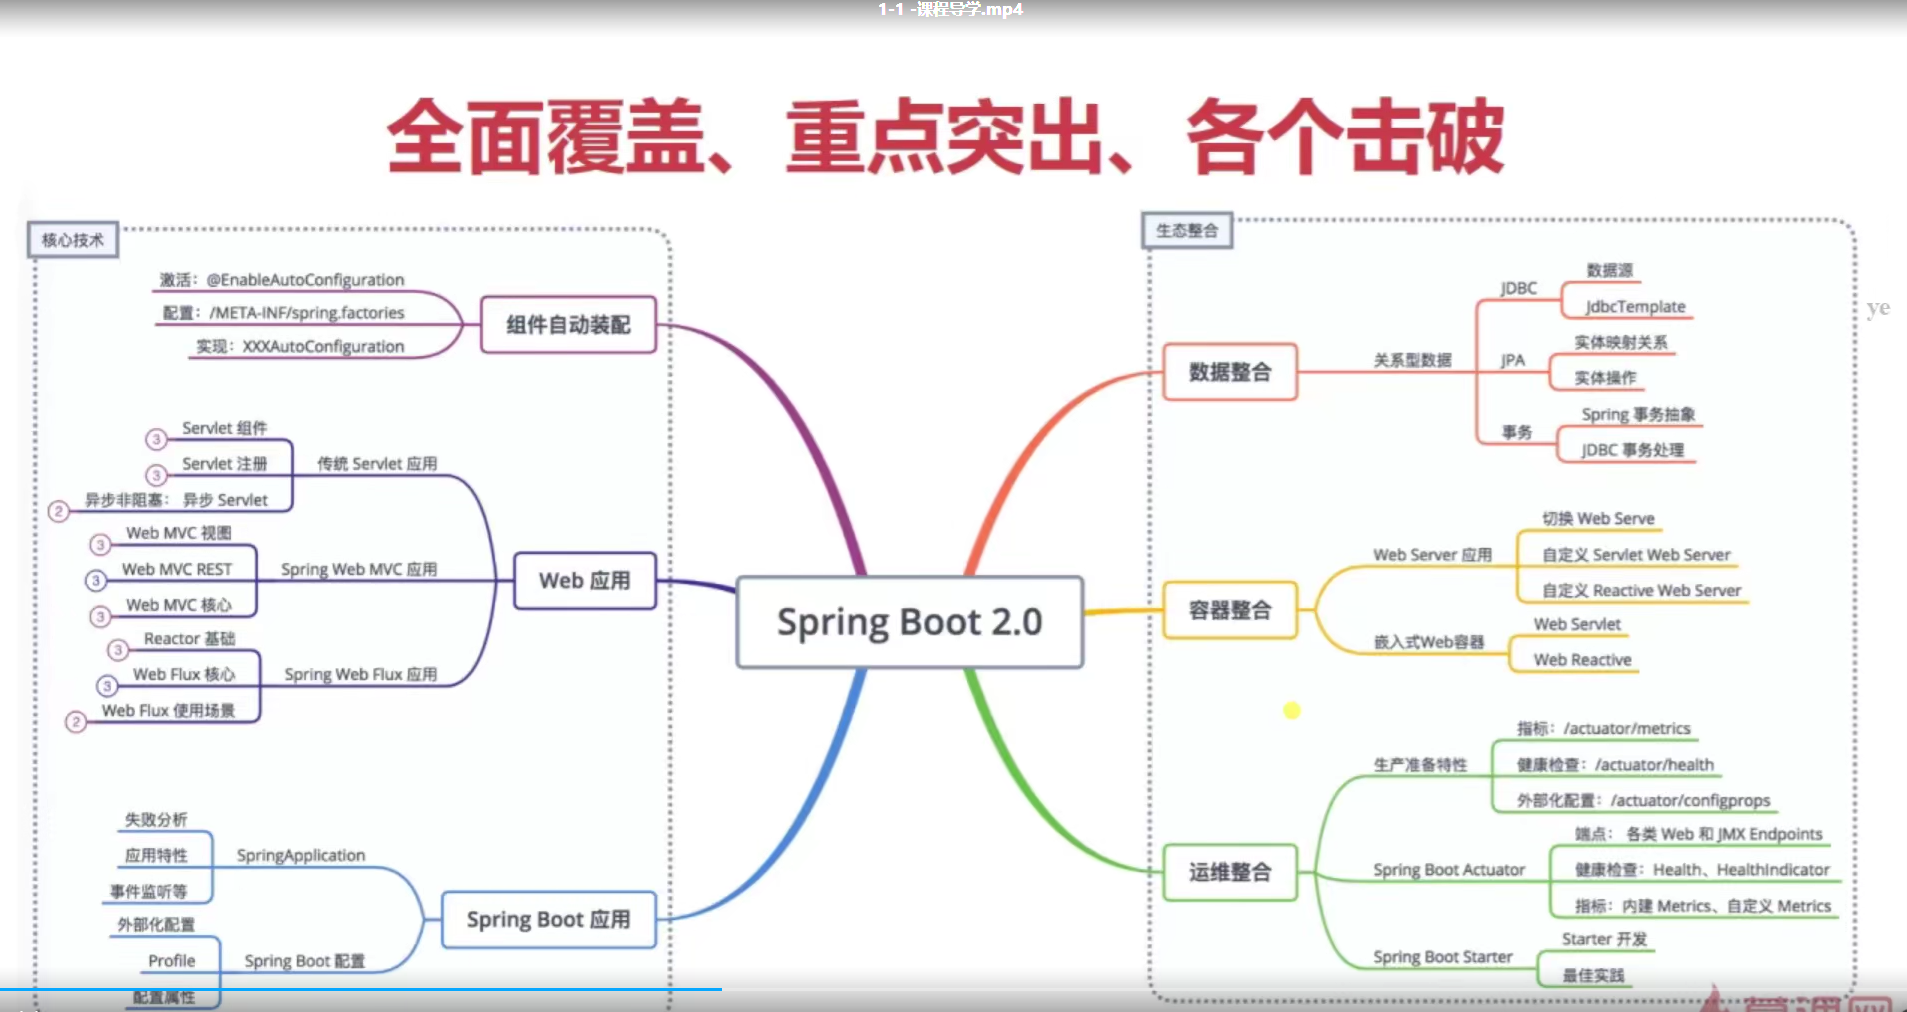 1-1 -课程导学.mp4
全面覆盖、重点突出、各个击破
核心技术
激活：@EnableAutoConfiguration
配置：/META-INF/spring.factories
实现：XXXAutoConfiguration
组件自动装配
Servlet 组件
3
Servlet 注册
3
异步非阻塞： 异步 Servlet
2
传统 Servlet 应用
Web MVC 视图
3
Web MVC REST
3
Web MVC 核心
3
Spring Web MVC 应用
Reactor 基础
3
Web Flux 核心
3
Web Flux 使用场景
2
Spring Web Flux 应用
Web 应用
失败分析
应用特性
事件监听等
SpringApplication
外部化配置
Profile
配置属性
Spring Boot 配置
Spring Boot 应用
Spring Boot 2.0
生态整合
数据整合
关系型数据
JDBC
数据源
JdbcTemplate
JPA
实体映射关系
实体操作
事务
Spring 事务抽象
JDBC 事务处理
ye
容器整合
Web Server 应用
切换 Web Serve
自定义 Servlet Web Server
自定义 Reactive Web Server
嵌入式Web容器
Web Servlet
Web Reactive
运维整合
生产准备特性
指标：/actuator/metrics
健康检查：/actuator/health
外部化配置：/actuator/configprops
Spring Boot Actuator
端点： 各类 Web 和 JMX Endpoints
健康检查：Health、HealthIndicator
指标：内建 Metrics、自定义 Metrics
Spring Boot Starter
Starter 开发
最佳实践